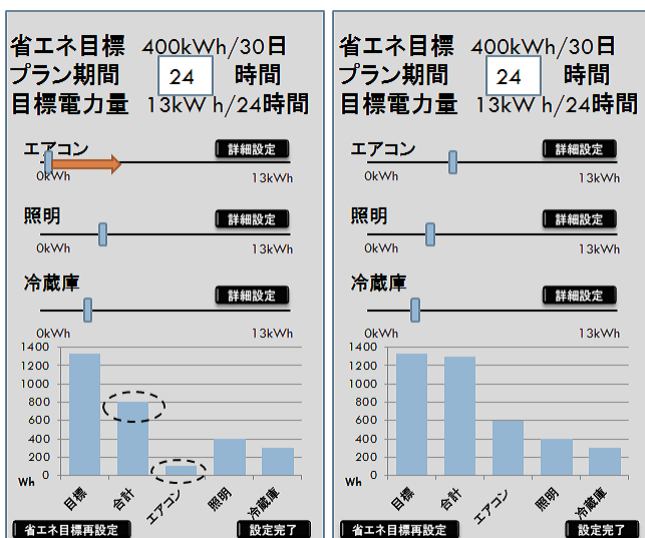 省エネ目標 400kWh/30日
プラン期間 24 時間
目標電力量 13kW h/24時間
エアコン 詳細設定
0kWh 13kWh
照明 詳細設定
0kWh 13kWh
冷蔵庫 詳細設定
0kWh 13kWh
1400
1200
1000
800
600
400
200
0
Wh
目標 合計 エアコン 照明 冷蔵庫
省エネ目標再設定 設定完了
省エネ目標 400kWh/30日
プラン期間 24 時間
目標電力量 13kW h/24時間
エアコン 詳細設定
0kWh 13kWh
照明 詳細設定
0kWh 13kWh
冷蔵庫 詳細設定
0kWh 13kWh
1400
1200
1000
800
600
400
200
0
Wh
目標 合計 エアコン 照明 冷蔵庫
省エネ目標再設定 設定完了